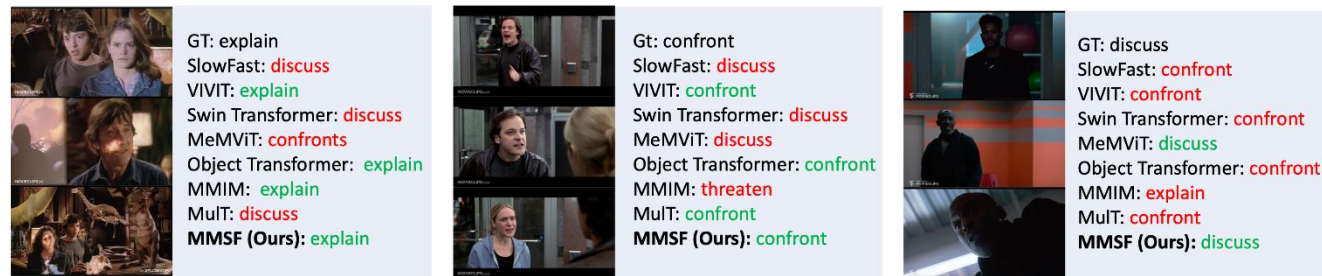 GT: explain
SlowFast: discuss
VIVIT: explain
Swin Transformer: discuss
MeMViT: confronts
Object Transformer: explain
MMIM: explain
MulT: discuss
MMSF (Ours): explain
Gt: confront
SlowFast: discuss
VIVIT: confront
Swin Transformer: discuss
MeMViT: discuss
Object Transformer: confront
MMIM: threaten
MulT: confront
MMSF (Ours): confront
GT: discuss
SlowFast: confront
VIVIT: confront
Swin Transformer: confront
MeMViT: discuss
Object Transformer: confront
MMIM: explain
MulT: confront
MMSF (Ours): discuss